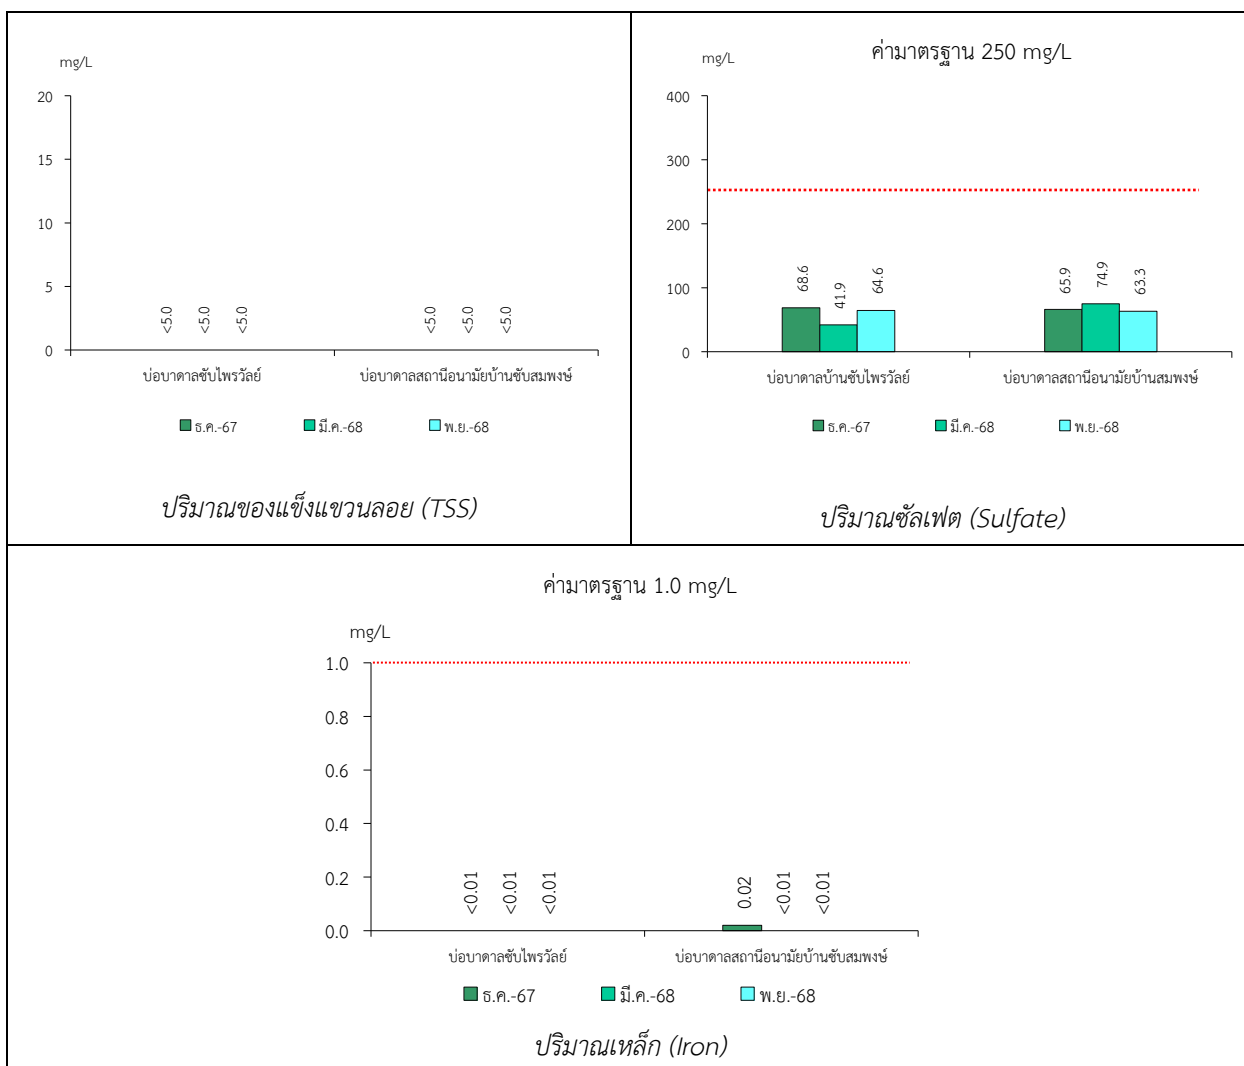 mg/L
20
15
10
5
0
<5.0 <5.0 <5.0 <5.0 <5.0 <5.0
บ่อบาดาลซับไพรวัลย์ บ่อบาดาลสถานีอนามัยบ้านซับสมพงษ์
ธ.ค.-67 มี.ค.-68 พ.ย.-68
ปริมาณของแข็งแขวนลอย (TSS)
ค่ามาตรฐาน 250 mg/L
mg/L
400
300
200
100
0
68.6 41.9 64.6 65.9 74.9 63.3
บ่อบาดาลบ้านซับไพรวัลย์ บ่อบาดาลสถานีอนามัยบ้านสมพงษ์
ธ.ค.-67 มี.ค.-68 พ.ย.-68
ปริมาณซัลเฟต (Sulfate)
ค่ามาตรฐาน 1.0 mg/L
mg/L
1.0
0.8
0.6
0.4
0.2
0.0
<0.01 <0.01 <0.01 0.02 <0.01 <0.01
บ่อบาดาลซับไพรวัลย์ บ่อบาดาลสถานีอนามัยบ้านซับสมพงษ์
ธ.ค.-67 มี.ค.-68 พ.ย.-68
ปริมาณเหล็ก (Iron)